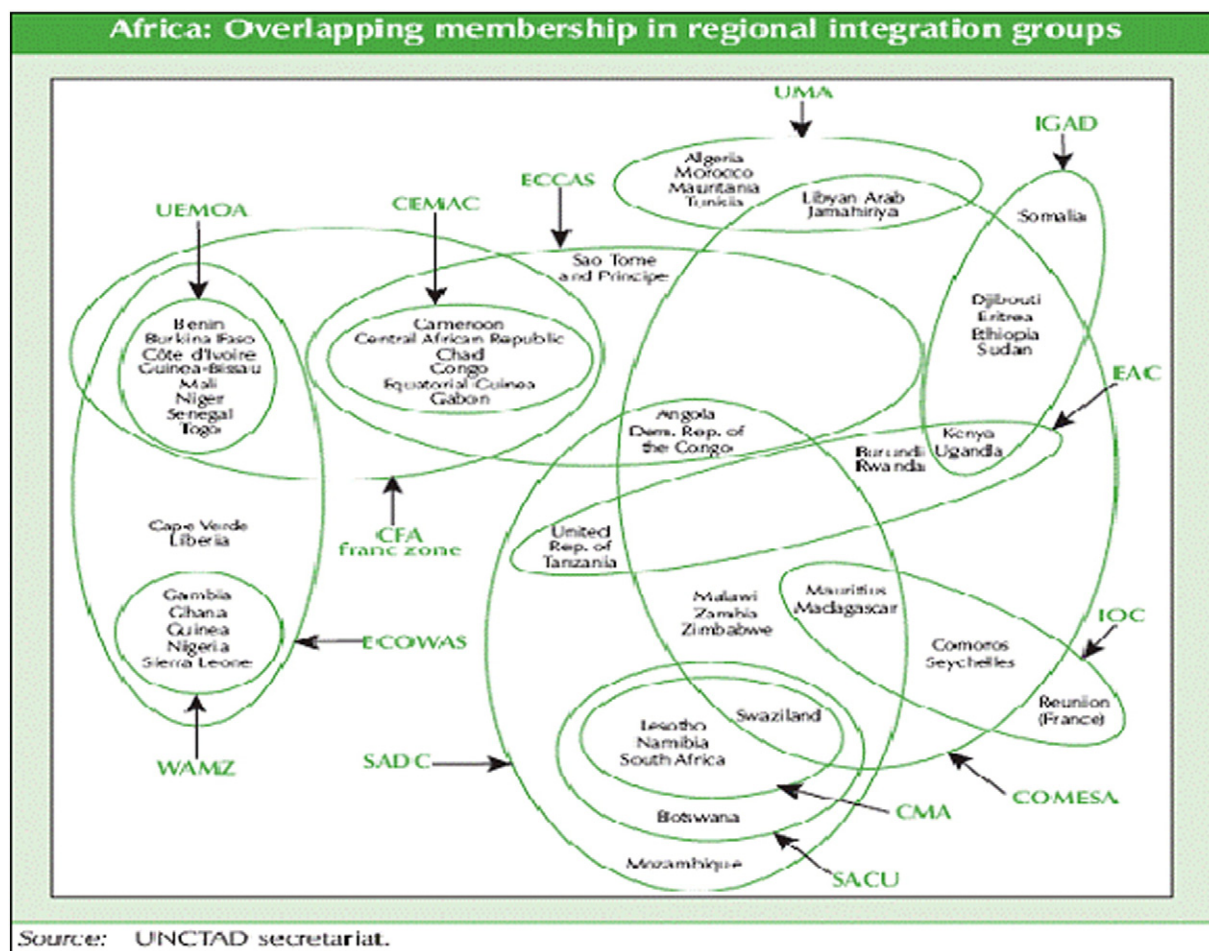 Africa: Overlapping membership in regional integration groups
UMA
IGAD
ECCAS
CEMAC
UEMOA
Algeria
Morocco
Mauritania
Tunisia
Libyan Arab
Jamahiriya
Somalia
Sao Tome
and Principe
Djibouti
Eritrea
Ethiopia
Sudan
Benin
Burkina Faso
Côte d'Ivoire
Guinea-Bissau
Mali
Niger
Senegal
Togo
Cameroon
Central African Republic
Chad
Congo
Equatorial Guinea
Gabon
EAC
Angola
Dem. Rep. of
the Congo
Burundi
Rwanda
Kenya
Uganda
Cape Verde
Liberia
CFA
franc zone
United
Rep. of
Tanzania
Gambia
Ghana
Guinea
Nigeria
Sierra Leone
ECOWAS
Malawi
Zambia
Zimbabwe
Mauritius
Madagascar
IOC
Comoros
Seychelles
Reunion
(France)
WAMZ
SADC
Lesotho
Namibia
South Africa
Swaziland
COMESA
CMA
Botswana
Mozambique
SACU
Source: UNCTAD secretariat.